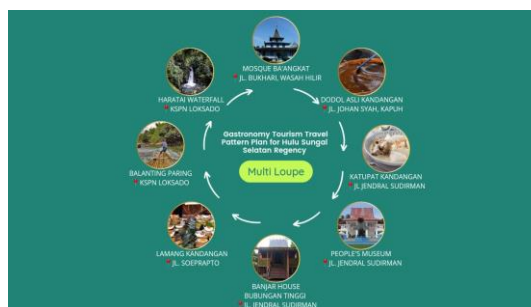 MOSQUE BA'ANGKAT
JL. BUKHARI, WASAH HILIR
DODOL ASLI KANDANGAN
JL. JOHAN SYAH, KAPUH
KATUPAT KANDANGAN
JL JENDRAL SUDIRMAN
PEOPLE'S MUSEUM
JL. JENDRAL SUDIRMAN
BANJAR HOUSE
BUBUNGAN TINGGI
JL. JENDRAL SUDIRMAN
LAMANG KANDANGAN
JL. SOEPRAPTO
BALANTING PARING
KSPN LOKSADO
HARATAI WATERFALL
KSPN LOKSADO
Gastronomy Tourism Travel
Pattern Plan for Hulu Sungai
Selatan Regency
Multi Loupe